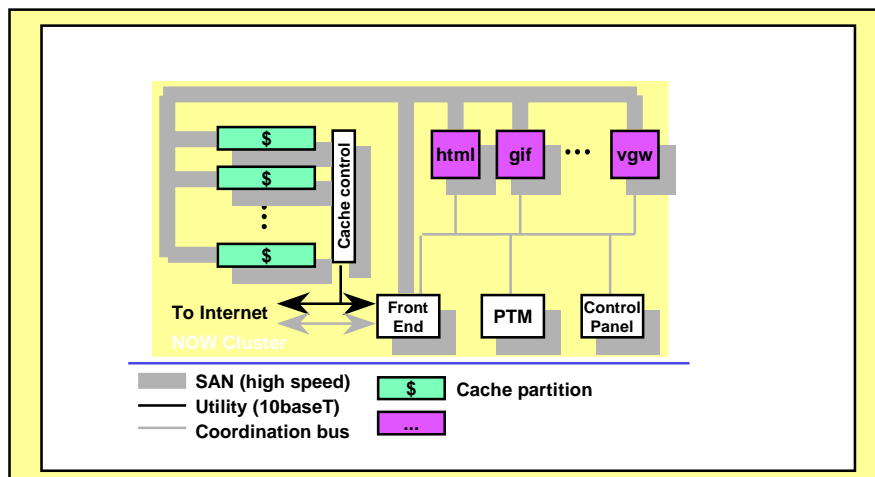 $
$
$
Cache control
html
gif
...
vgw
To Internet
NOW Cluster
Front
End
PTM
Control
Panel
SAN (high speed)
Utility (10baseT)
Coordination bus
$
Cache partition
...